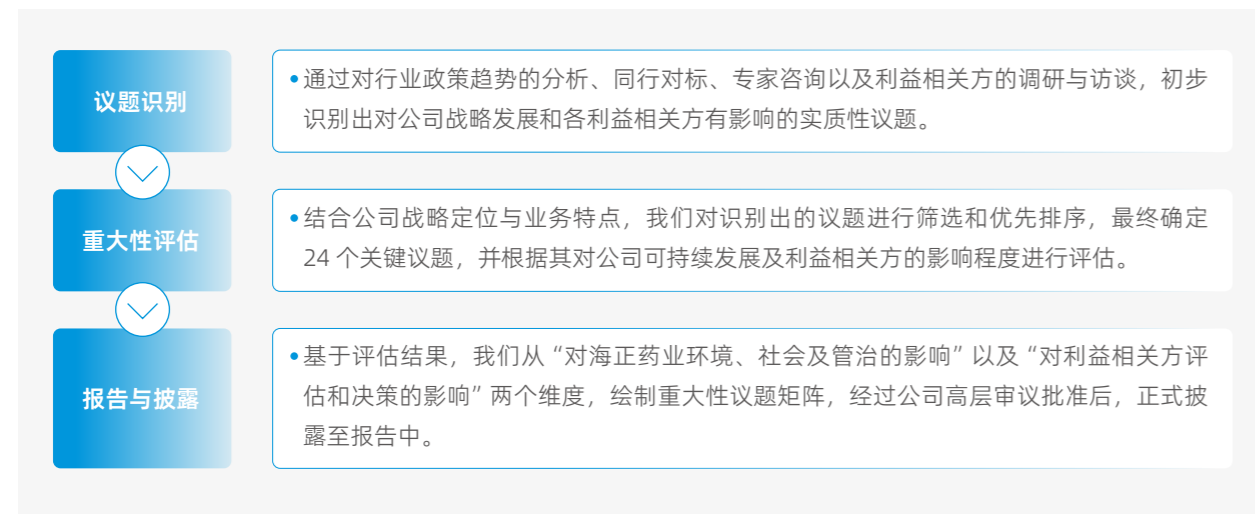 议题识别
•通过对行业政策趋势的分析、同行对标、专家咨询以及利益相关方的调研与访谈，初步
识别出对公司战略发展和各利益相关方有影响的实质性议题。
重大性评估
•结合公司战略定位与业务特点，我们对识别出的议题进行筛选和优先排序，最终确定
24 个关键议题，并根据其对公司可持续发展及利益相关方的影响程度进行评估。
报告与披露
•基于评估结果，我们从“对海正药业环境、社会及管治的影响”以及“对利益相关方评
估和决策的影响”两个维度，绘制重大性议题矩阵，经过公司高层审议批准后，正式披
露至报告中。